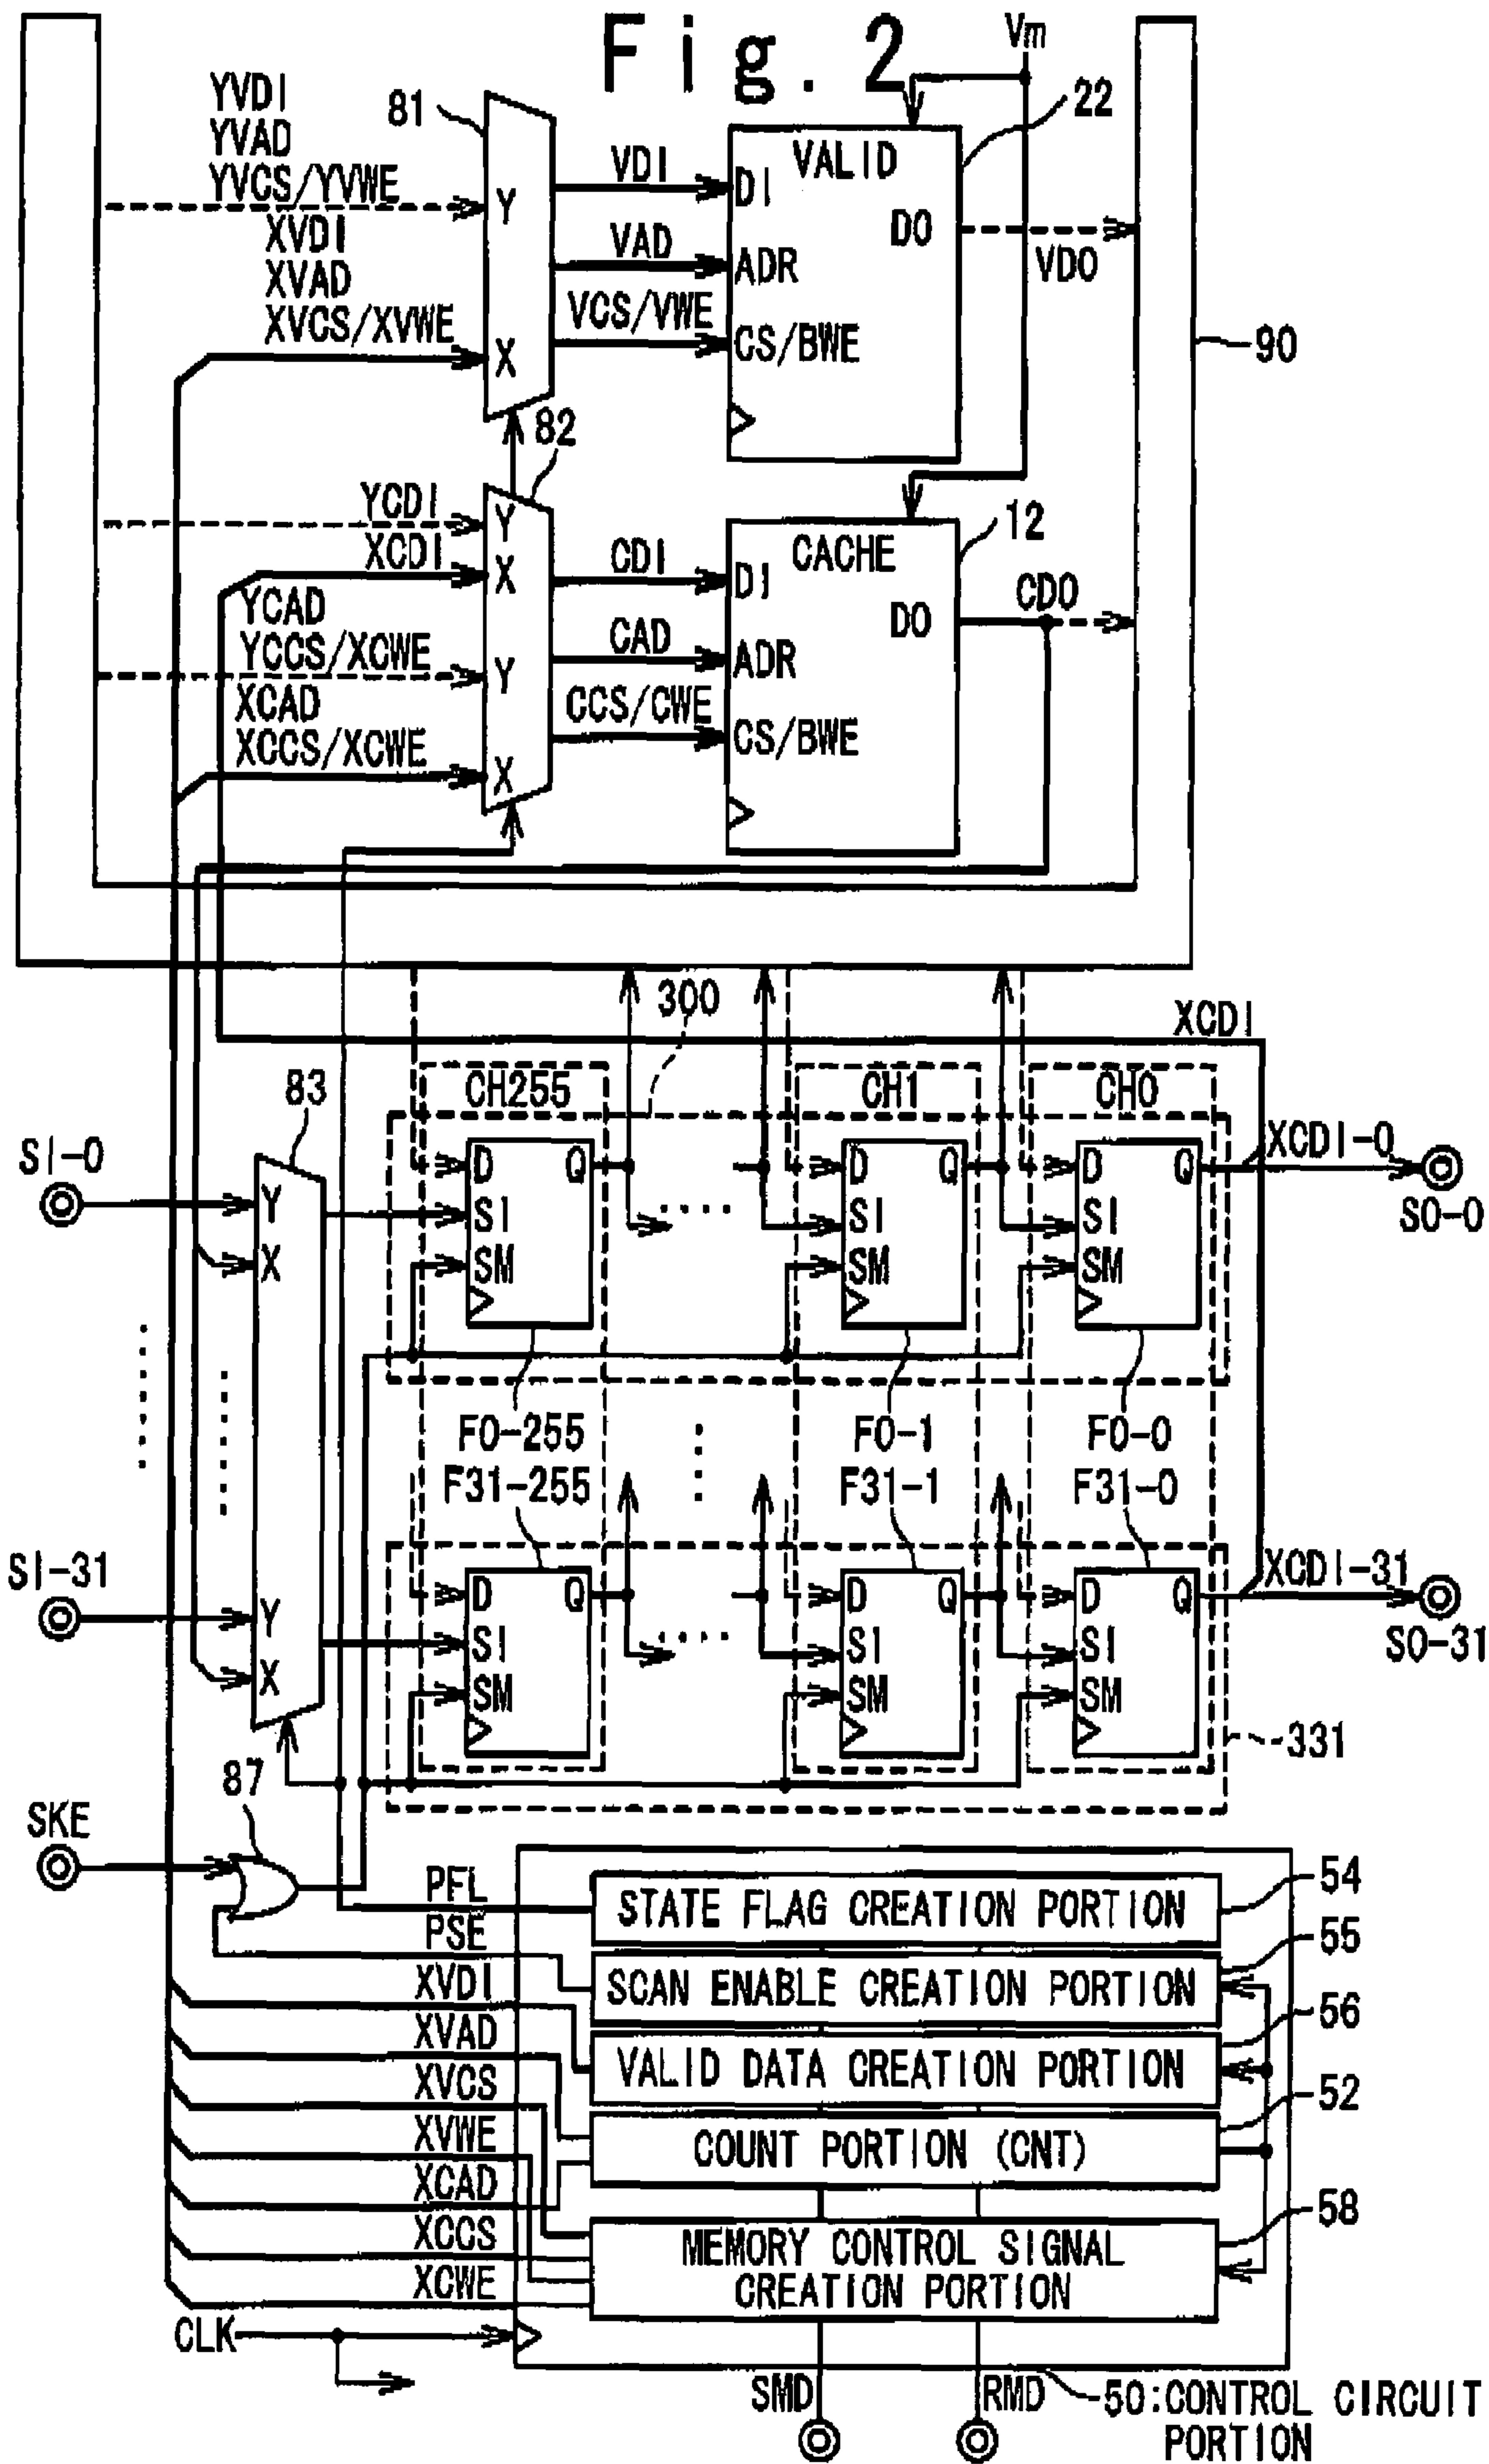 Fig. 2
Vm
22
81
YVDI
YVAD
YVCS/YVWE
XVDI
XVAD
XVCS/XVWE
Y
X
VDI
VAD
VCS/VWE
VALID
DI
ADR
CS/BWE
DO
VDO
90
82
YCDI
XCDI
YCAD
YCCS/XCWE
XCAD
XCCS/XCWE
Y
X
Y
X
CDI
CAD
CCS/CWE
CACHE
DI
ADR
CS/BWE
DO
12
CDO
300
XCDI
83
CH255
CH1
CH0
SI-0
Y
X
D Q
SI
SM
.....
D Q
SI
SM
D Q
SI
SM
XCDI-0
SO-0
F0-255
F0-1
F0-0
F31-255
F31-1
F31-0
SI-31
Y
X
D Q
SI
SM
.....
D Q
SI
SM
D Q
SI
SM
XCDI-31
SO-31
331
87
SKE
PFL
PSE
XVDI
XVAD
XVCS
XVWE
XCAD
XCCS
XCWE
CLK
STATE FLAG CREATION PORTION
54
SCAN ENABLE CREATION PORTION
55
VALID DATA CREATION PORTION
56
COUNT PORTION (CNT)
52
MEMORY CONTROL SIGNAL
CREATION PORTION
58
SMD
RMD
50:CONTROL CIRCUIT
PORTION